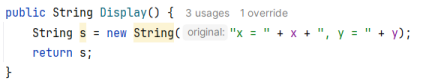 public String Display() { 3 usages 1 override
String s = new String( original: "x = " + x + ", y = " + y);
return s;
}